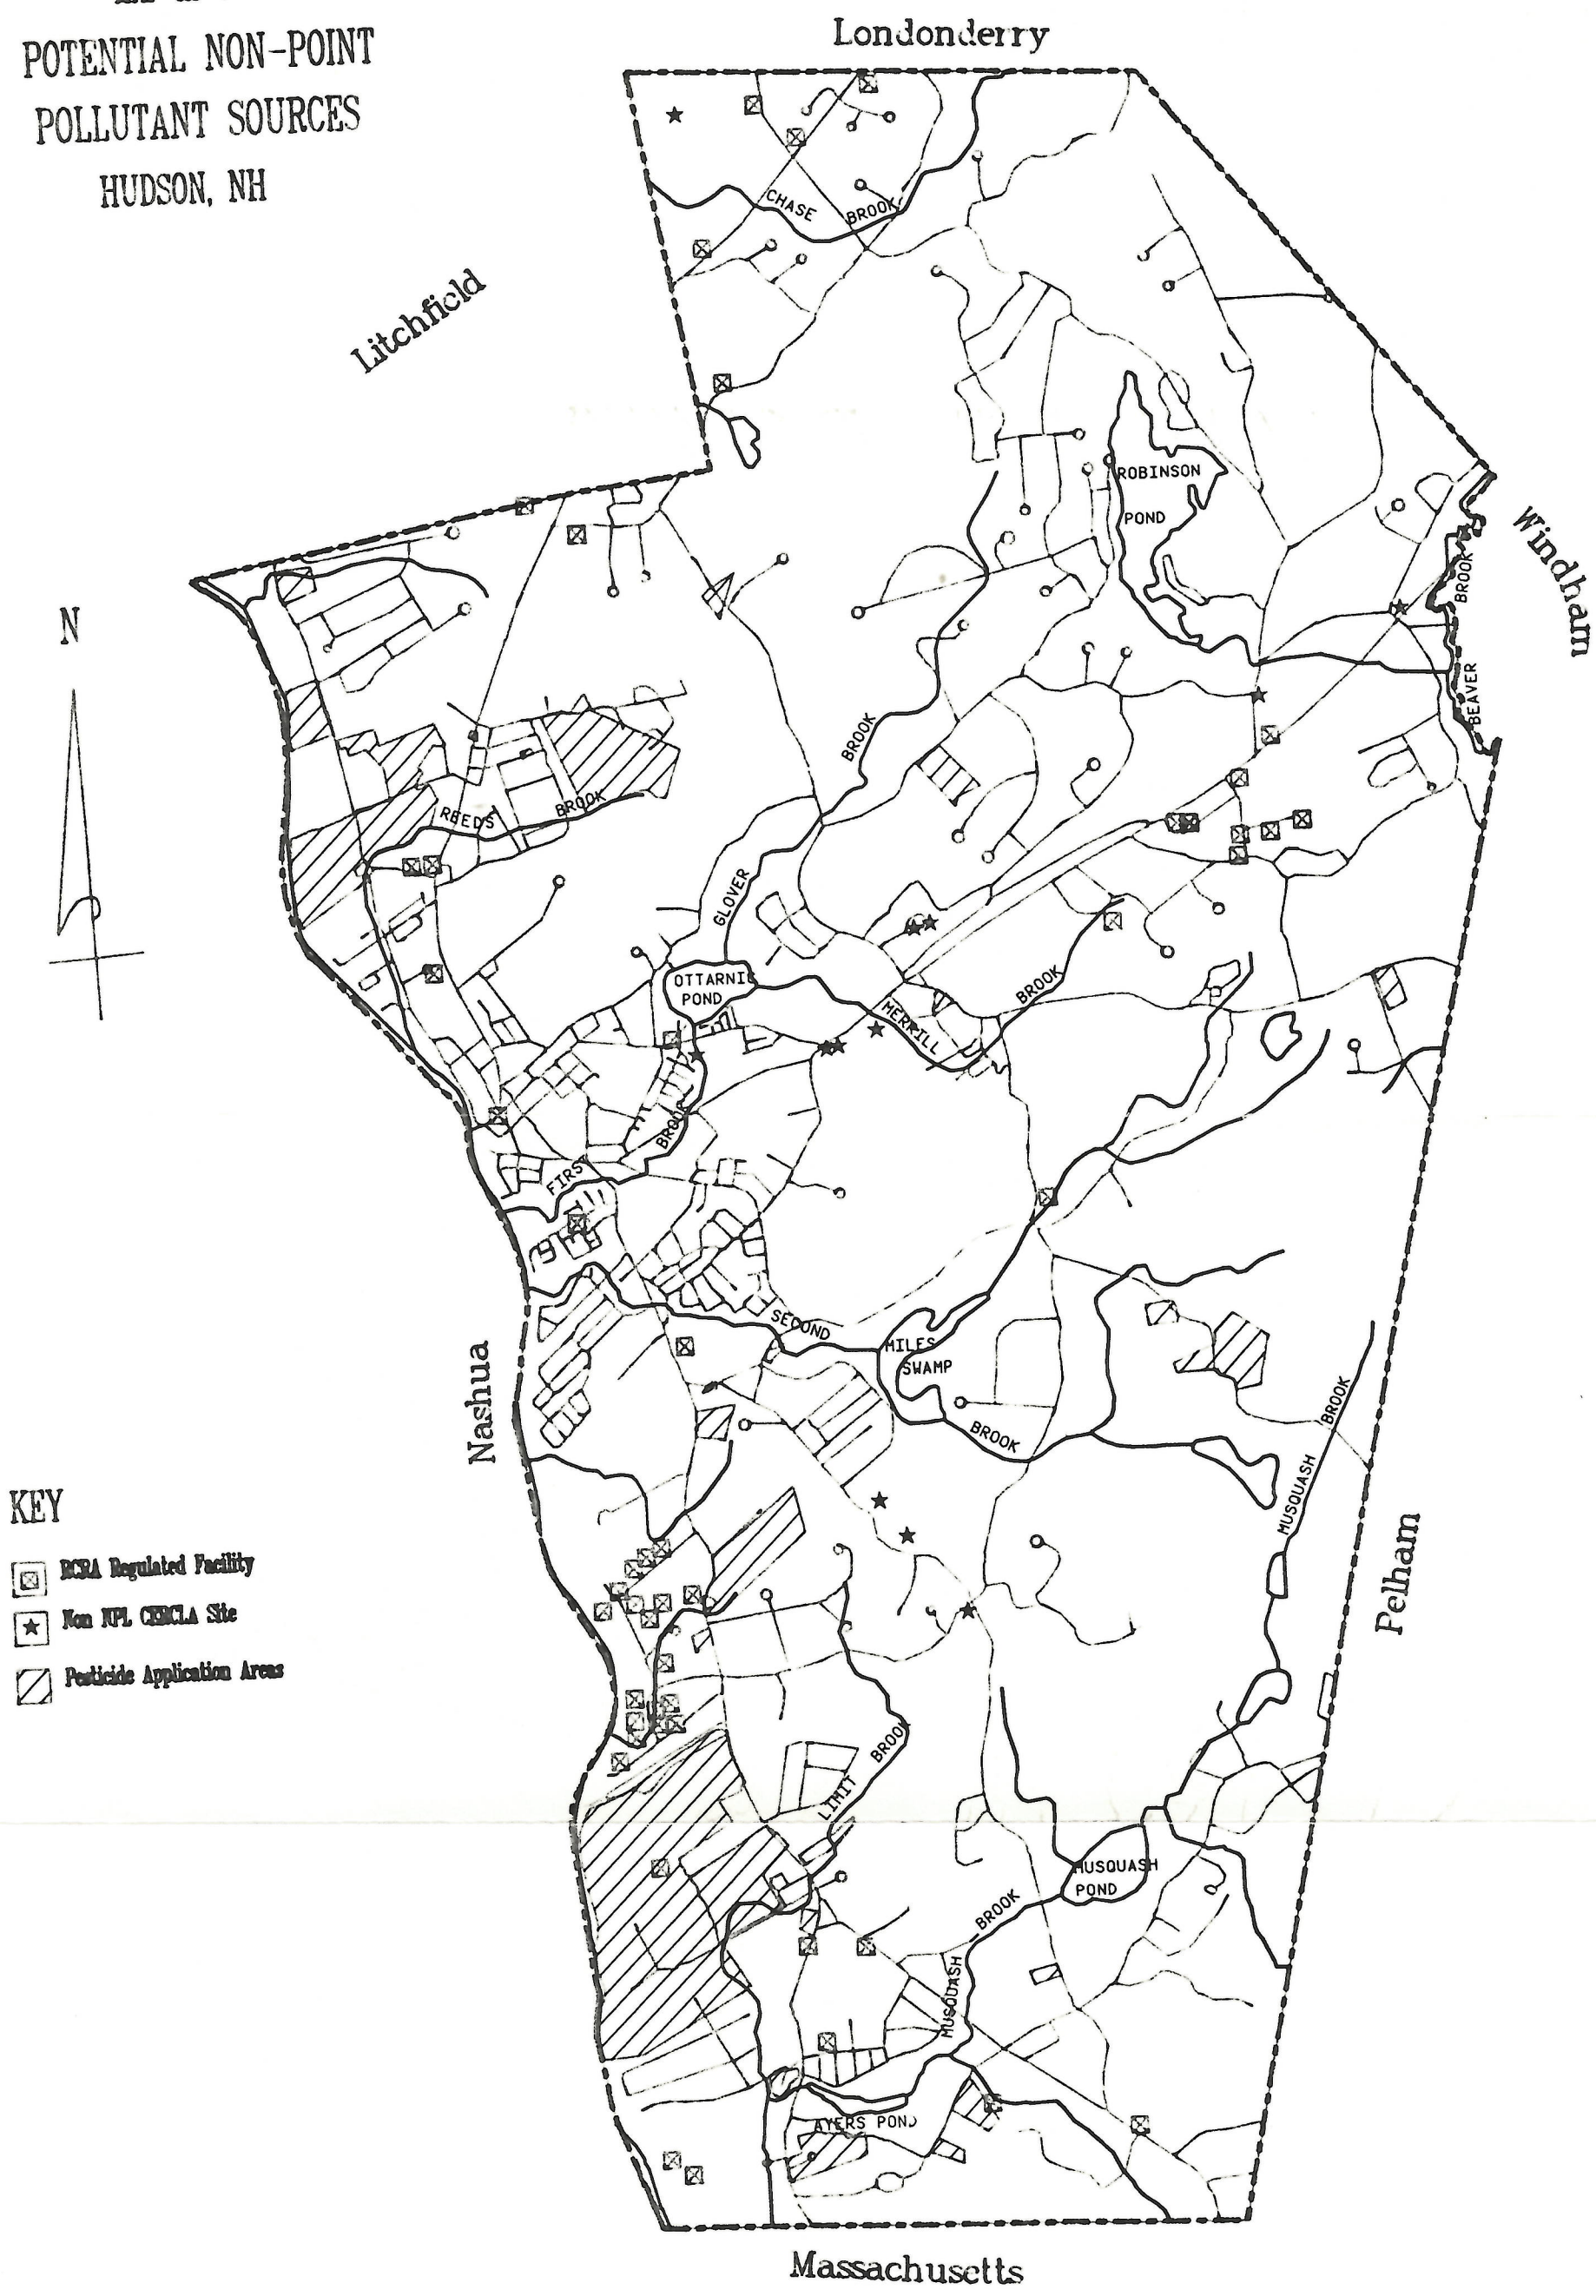 POTENTIAL NON-POINT
POLLUTANT SOURCES
HUDSON, NH
Londonderry
Litchfield
Windham
CHASE BROOK
ROBINSON
POND
BROOK
BEAVER
N
BROOK
GLOVER
REEDS BROOK
OTTARNIC
POND
MERRILL
BROOK
FIRST
BROOK
SECOND
MILES
SWAMP
BROOK
Nashua
BROOK
MUSQUASH
Pelham
KEY
RCRA Regulated Facility
Non NPL CERCLA Site
Pesticide Application Areas
BROOK
LIMIT
MUSQUASH
POND
BROOK
MUSQUASH
AYERS POND
Massachusetts